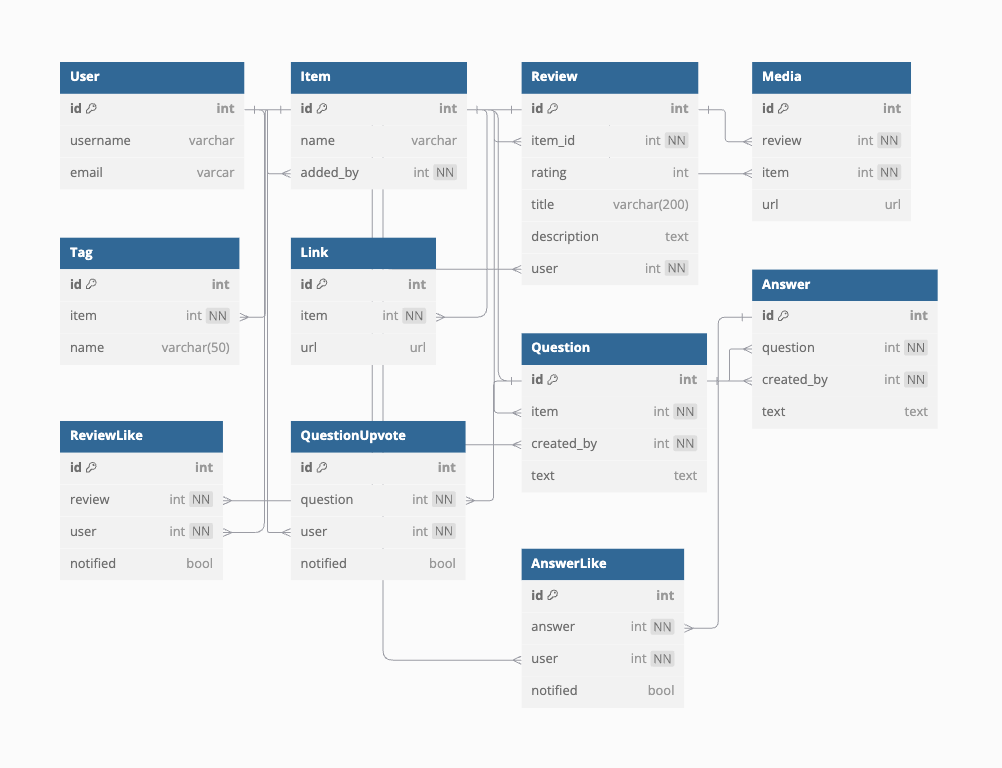 User
id int
username varchar
email varcar
Item
id int
name varchar
added_by int NN
Review
id int
item_id int NN
rating int
title varchar(200)
description text
user int NN
Media
id int
review int NN
item int NN
url url
Tag
id int
item int NN
name varchar(50)
Link
id int
item int NN
url url
Question
id int
item int NN
created_by int NN
text text
Answer
id int
question int NN
created_by int NN
text text
ReviewLike
id int
review int NN
user int NN
notified bool
QuestionUpvote
id int
question int NN
user int NN
notified bool
AnswerLike
id int
answer int NN
user int NN
notified bool